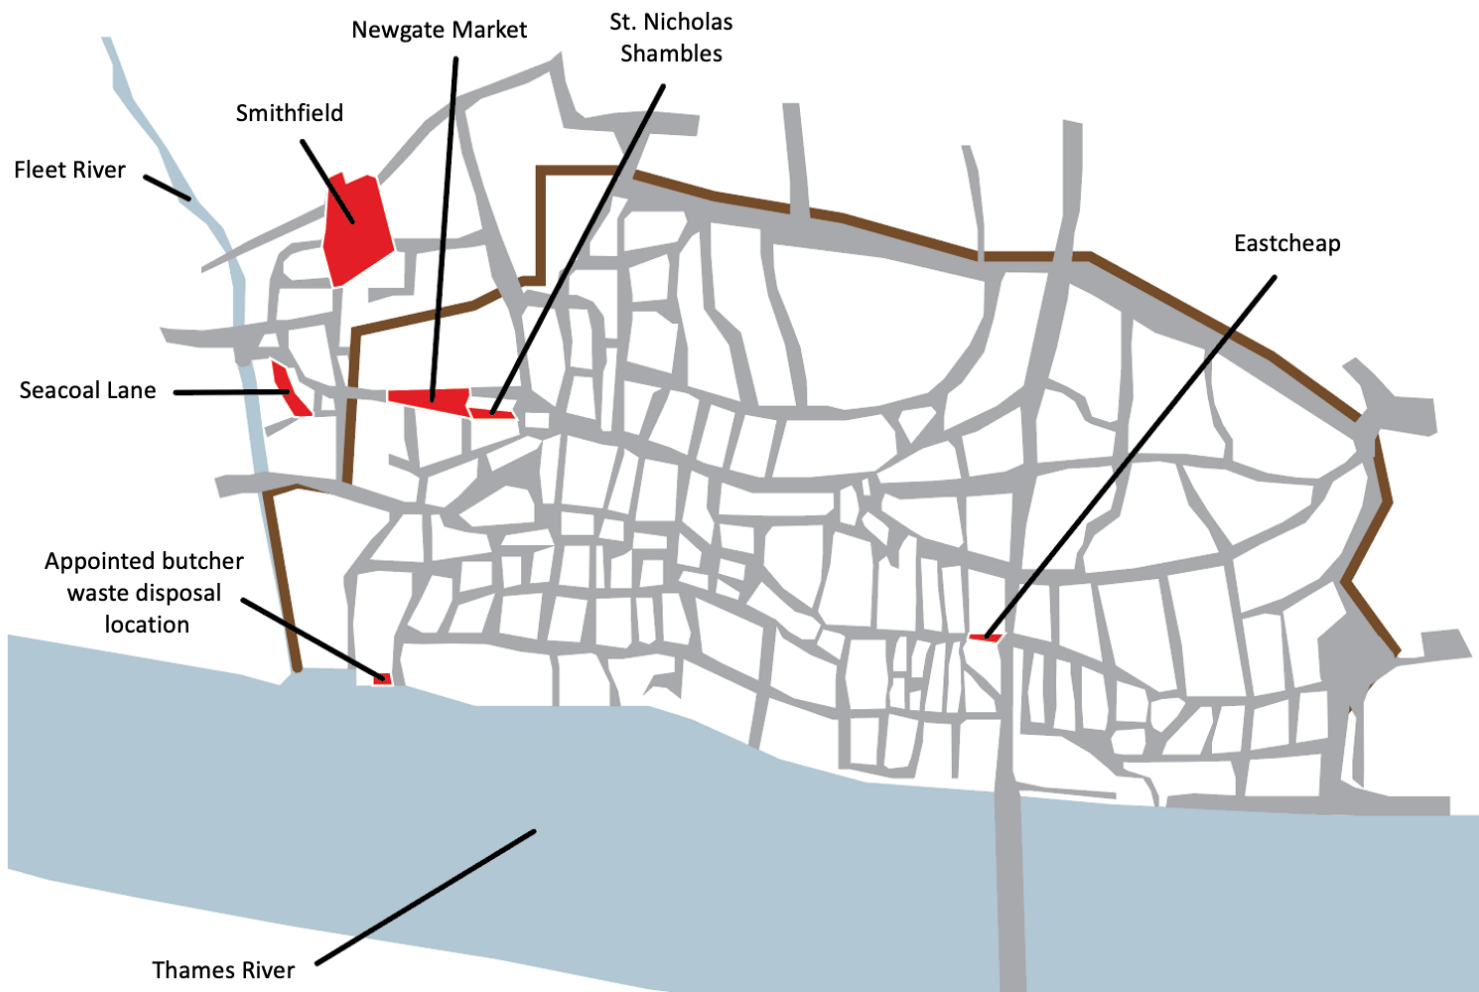 Newgate Market
St. Nicholas
Shambles
Smithfield
Fleet River
Eastcheap
Seacoal Lane
Appointed butcher
waste disposal
location
Thames River